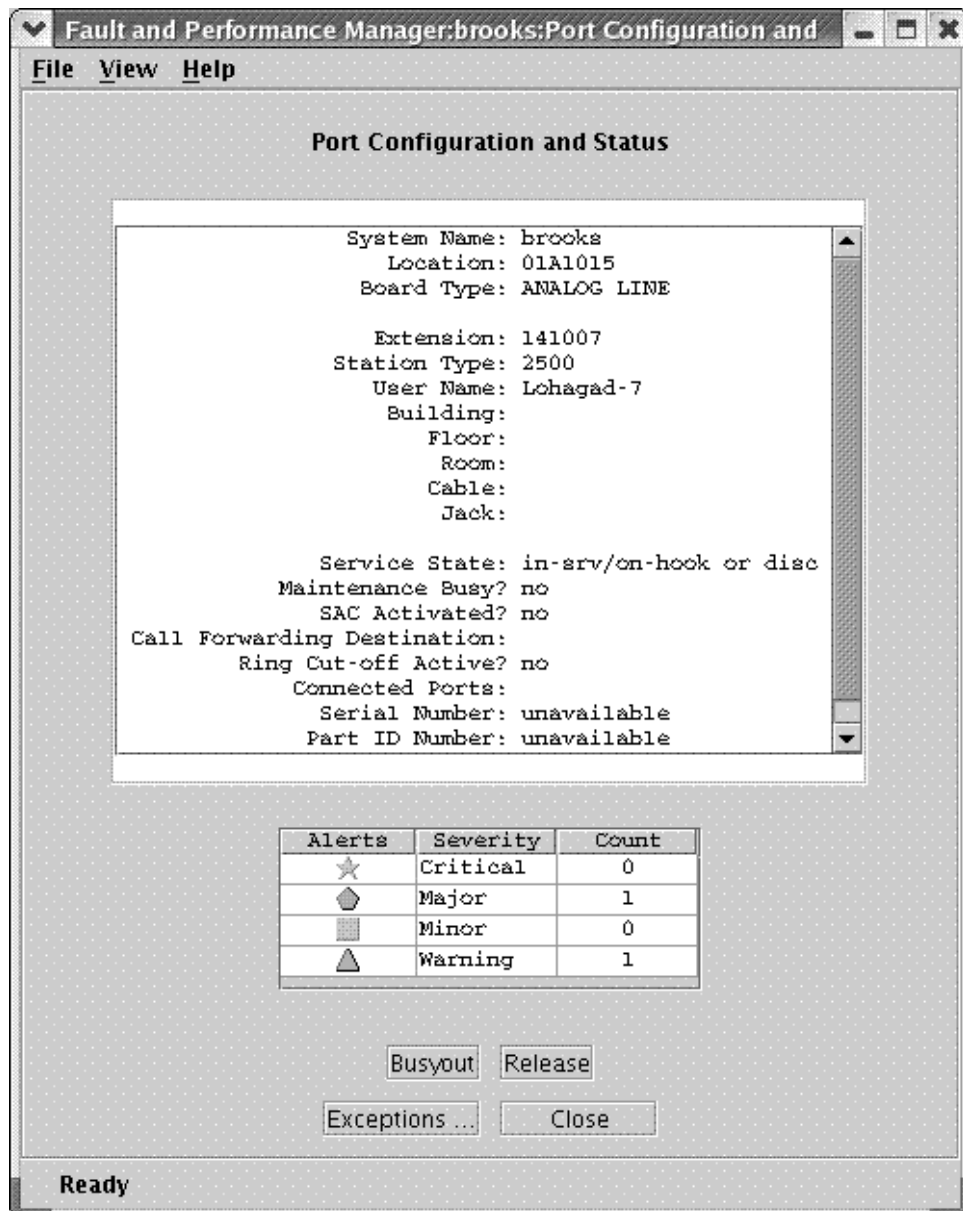 Fault and Performance Manager:brooks:Port Configuration and
File View Help
Port Configuration and Status
System Name: brooks
Location: 01A1015
Board Type: ANALOG LINE
Extension: 141007
Station Type: 2500
User Name: Lohagad-7
Building:
Floor:
Room:
Cable:
Jack:
Service State: in-srv/on-hook or disc
Maintenance Busy? no
SAC Activated? no
Call Forwarding Destination:
Ring Cut-off Active? no
Connected Ports:
Serial Number: unavailable
Part ID Number: unavailable
Alerts Severity Count
Critical 0
Major 1
Minor 0
Warning 1
Busyout Release
Exceptions ... Close
Ready